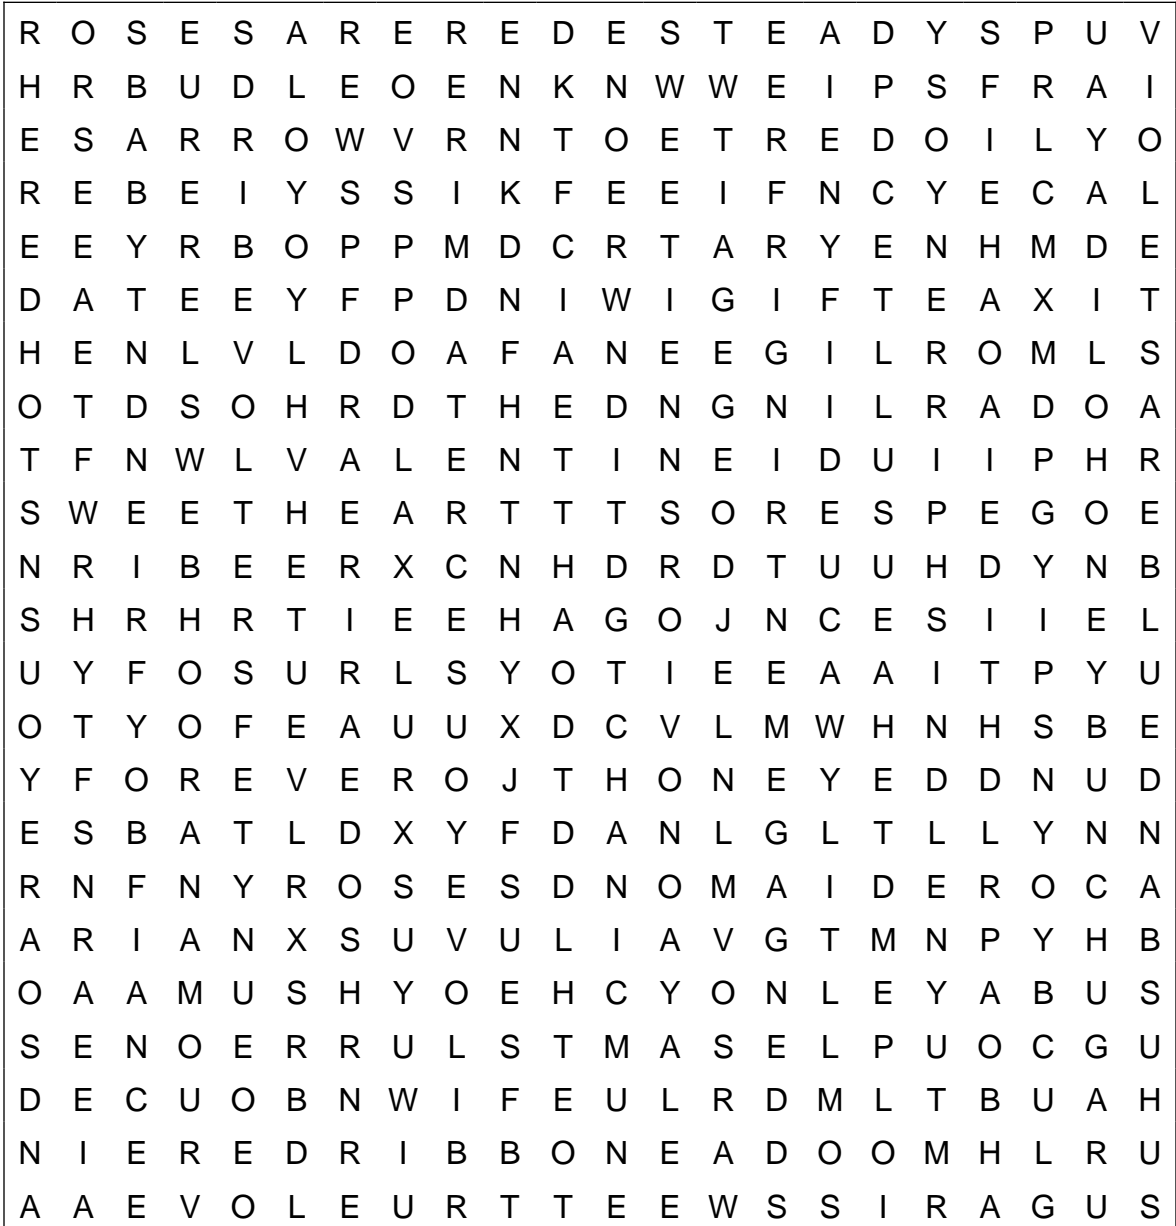 R O S E S A R E R E D E S T E A D Y S P U V
H R B U D L E O E N K N W W E I P S F R A I
E S A R R O W V R N T O E T R E D O I L Y O
R E B E I Y S S I K F E E I F N C Y E C A L
E E Y R B O P P M D C R T A R Y E N H M D E
D A T E E Y F P D N I W I G I F T E A X I T
H E N L V L D O A F A N E E G I L R O M L S
O T D S O H R D T H E D N G N I L R A D O A
T F N W L V A L E N T I N E I D U I I P H R
S W E E T H E A R T T T S O R E S P E G O E
N R I B E E R X C N H D R D T U U H D Y N B
S H R H R T I E E H A G O J N C E S I I E L
U Y F O S U R L S Y O T I E E A A I T P Y U
O T Y O F E A U U X D C V L M W H N H S B E
Y F O R E V E R O J T H O N E Y E D D N U D
E S B A T L D X Y F D A N L G L T L L Y N N
R N F N Y R O S E S D N O M A I D E R O C A
A R I A N X S U V U L I A V G T M N P Y H B
O A A M U S H Y O E H C Y O N L E Y A B U S
S E N O E R R U L S T M A S E L P U O C G U
D E C U O B N W I F E U L R D M L T B U A H
N I E R E D R I B B O N E A D O O M H L R U
A A E V O L E U R T T E E W S S I R A G U S